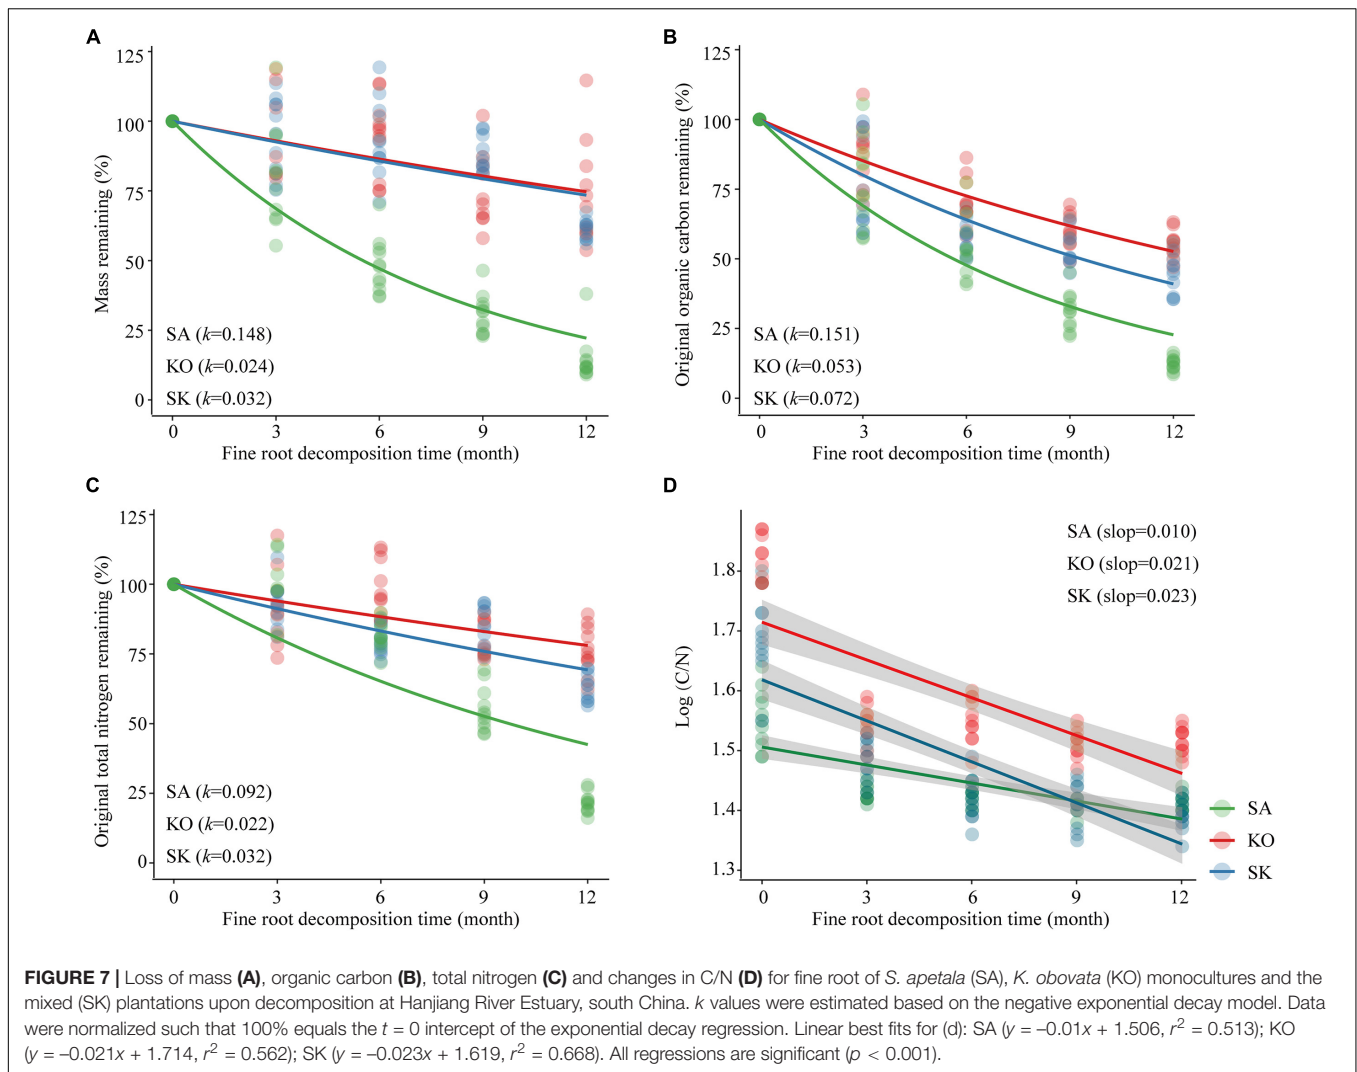 A
125
100
75
50
25
0
Mass remaining (%)
SA (k=0.148)
KO (k=0.024)
SK (k=0.032)
0 3 6 9 12
Fine root decomposition time (month)
B
125
100
75
50
25
0
Original organic carbon remaining (%)
SA (k=0.151)
KO (k=0.053)
SK (k=0.072)
0 3 6 9 12
Fine root decomposition time (month)
C
125
100
75
50
25
0
Original total nitrogen remaining (%)
SA (k=0.092)
KO (k=0.022)
SK (k=0.032)
0 3 6 9 12
Fine root decomposition time (month)
D
SA (slop=0.010)
KO (slop=0.021)
SK (slop=0.023)
1.8
1.7
1.6
1.5
1.4
1.3
Log (C/N)
0 3 6 9 12
Fine root decomposition time (month)
SA
KO
SK
FIGURE 7 | Loss of mass (A), organic carbon (B), total nitrogen (C) and changes in C/N (D) for fine root of S. apetala (SA), K. obovata (KO) monocultures and the
mixed (SK) plantations upon decomposition at Hanjiang River Estuary, south China. k values were estimated based on the negative exponential decay model. Data
were normalized such that 100% equals the t = 0 intercept of the exponential decay regression. Linear best fits for (d): SA (y = –0.01x + 1.506, r² = 0.513); KO
(y = –0.021x + 1.714, r² = 0.562); SK (y = –0.023x + 1.619, r² = 0.668). All regressions are significant (p < 0.001).